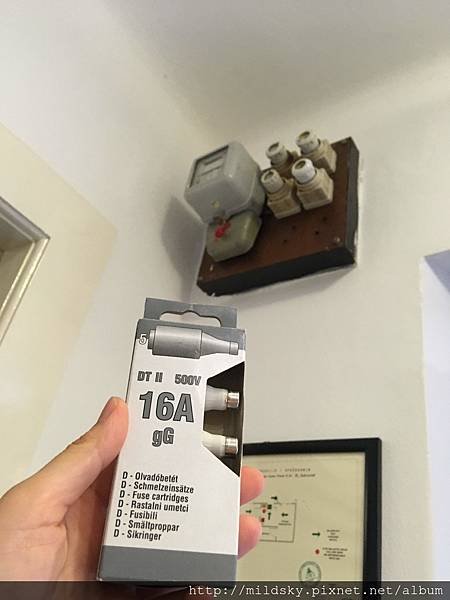 5
DT II 500V
16A
gG
D - Olvadóbetét
D - Schmelzeinsätze
D - Fuse cartridges
D - Rastalni umetci
D - Fusibili
D - Smältproppar
D - Sikringer
http://mildsky.pixnet.net/album